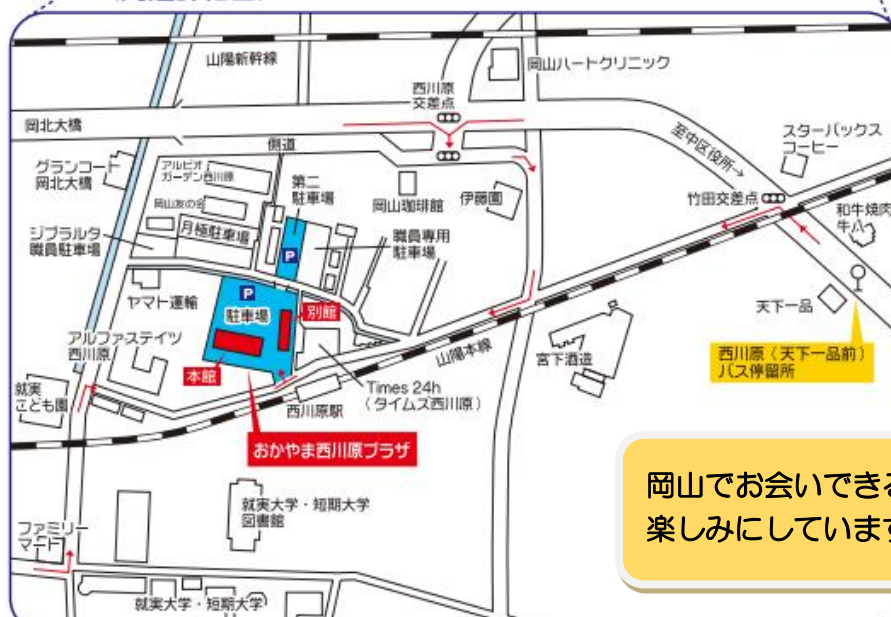 山陽新幹線
岡山ハートクリニック
西川原
交差点
岡北大橋
側道
至中区役所→
スターバックス
コーヒー
グランコート
岡北大橋
アルビオ
ガーデン西川原
第二
駐車場
岡山珈琲館
伊藤園
竹田交差点
岡山友の会
月極駐車場
和牛焼肉
牛八
ジブラルタ
職員駐車場
職員専用
駐車場
P
P
ヤマト運輸
駐車場
別館
天下一品
アルファステイツ
西川原
山陽本線
宮下酒造
西川原（天下一品前）
バス停留所
本館
就実
こども園
Times 24h
（タイムズ西川原）
西川原駅
おかやま西川原プラザ
岡山でお会いできる
楽しみにしています
就実大学・短期大学
図書館
ファミリー
マート
就実大学・短期大学